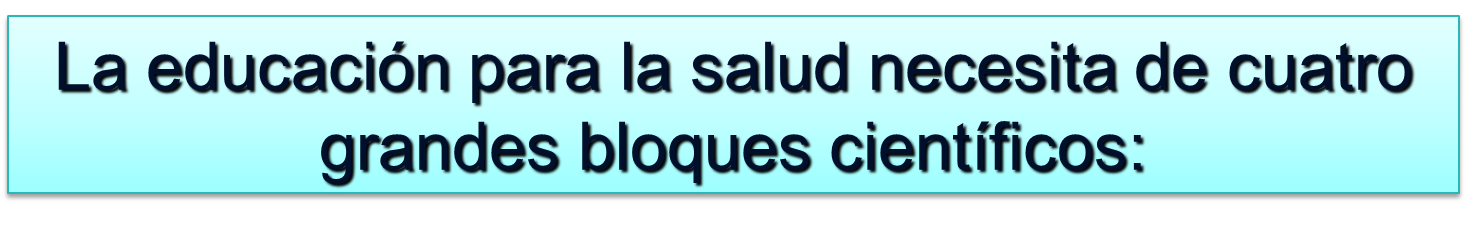 La educación para la salud necesita de cuatro
grandes bloques científicos: